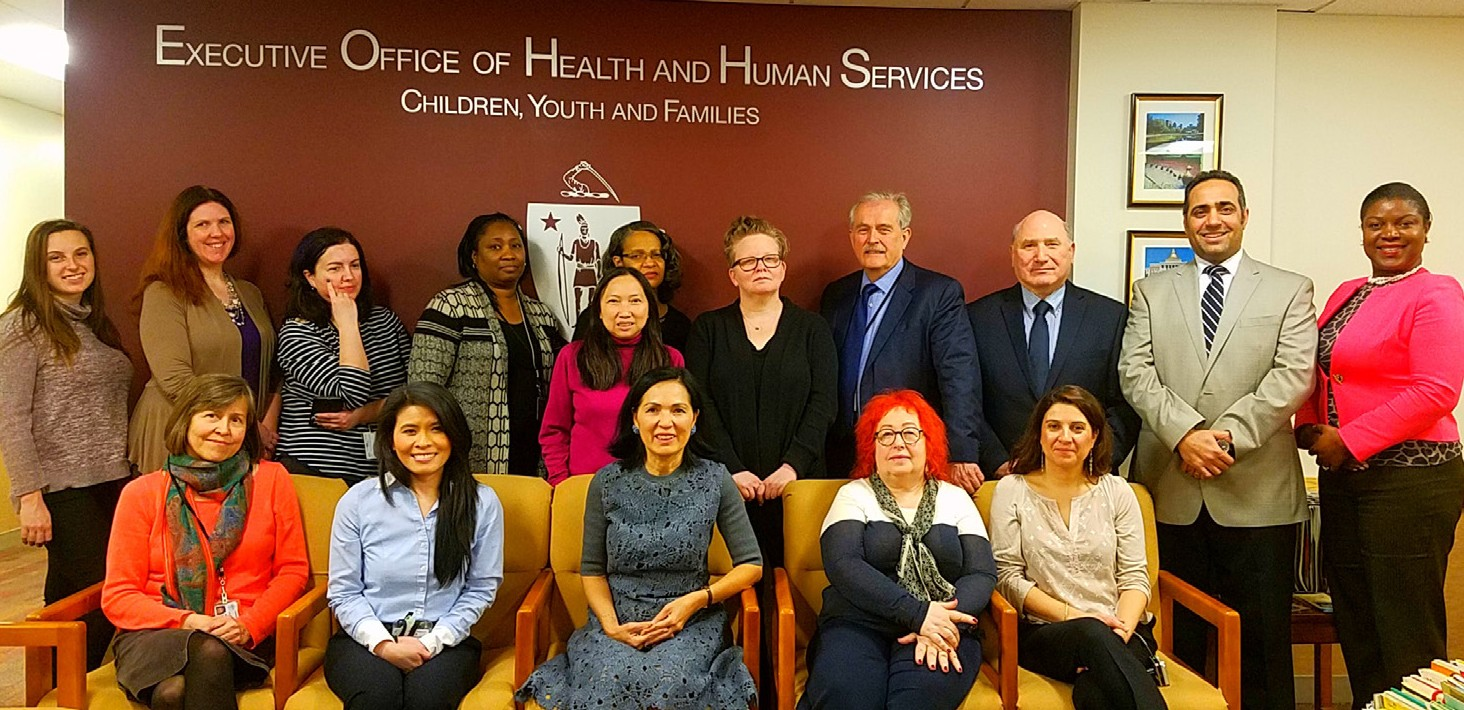 Executive Office of Health and Human Services
Children, Youth and Families